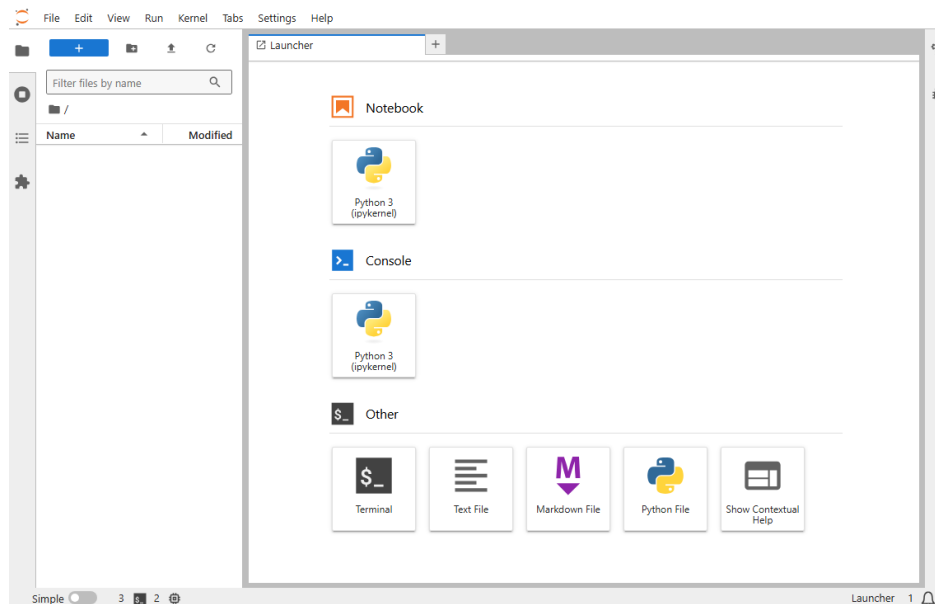 File Edit View Run Kernel Tabs Settings Help
+
Filter files by name
/
Name Modified
Launcher +
Notebook
Python 3
(ipykernel)
>_ Console
Python 3
(ipykernel)
$_ Other
$_
Terminal
Text File
M
Markdown File
Python File
Show Contextual
Help
Simple 3 $_ 2
Launcher 1